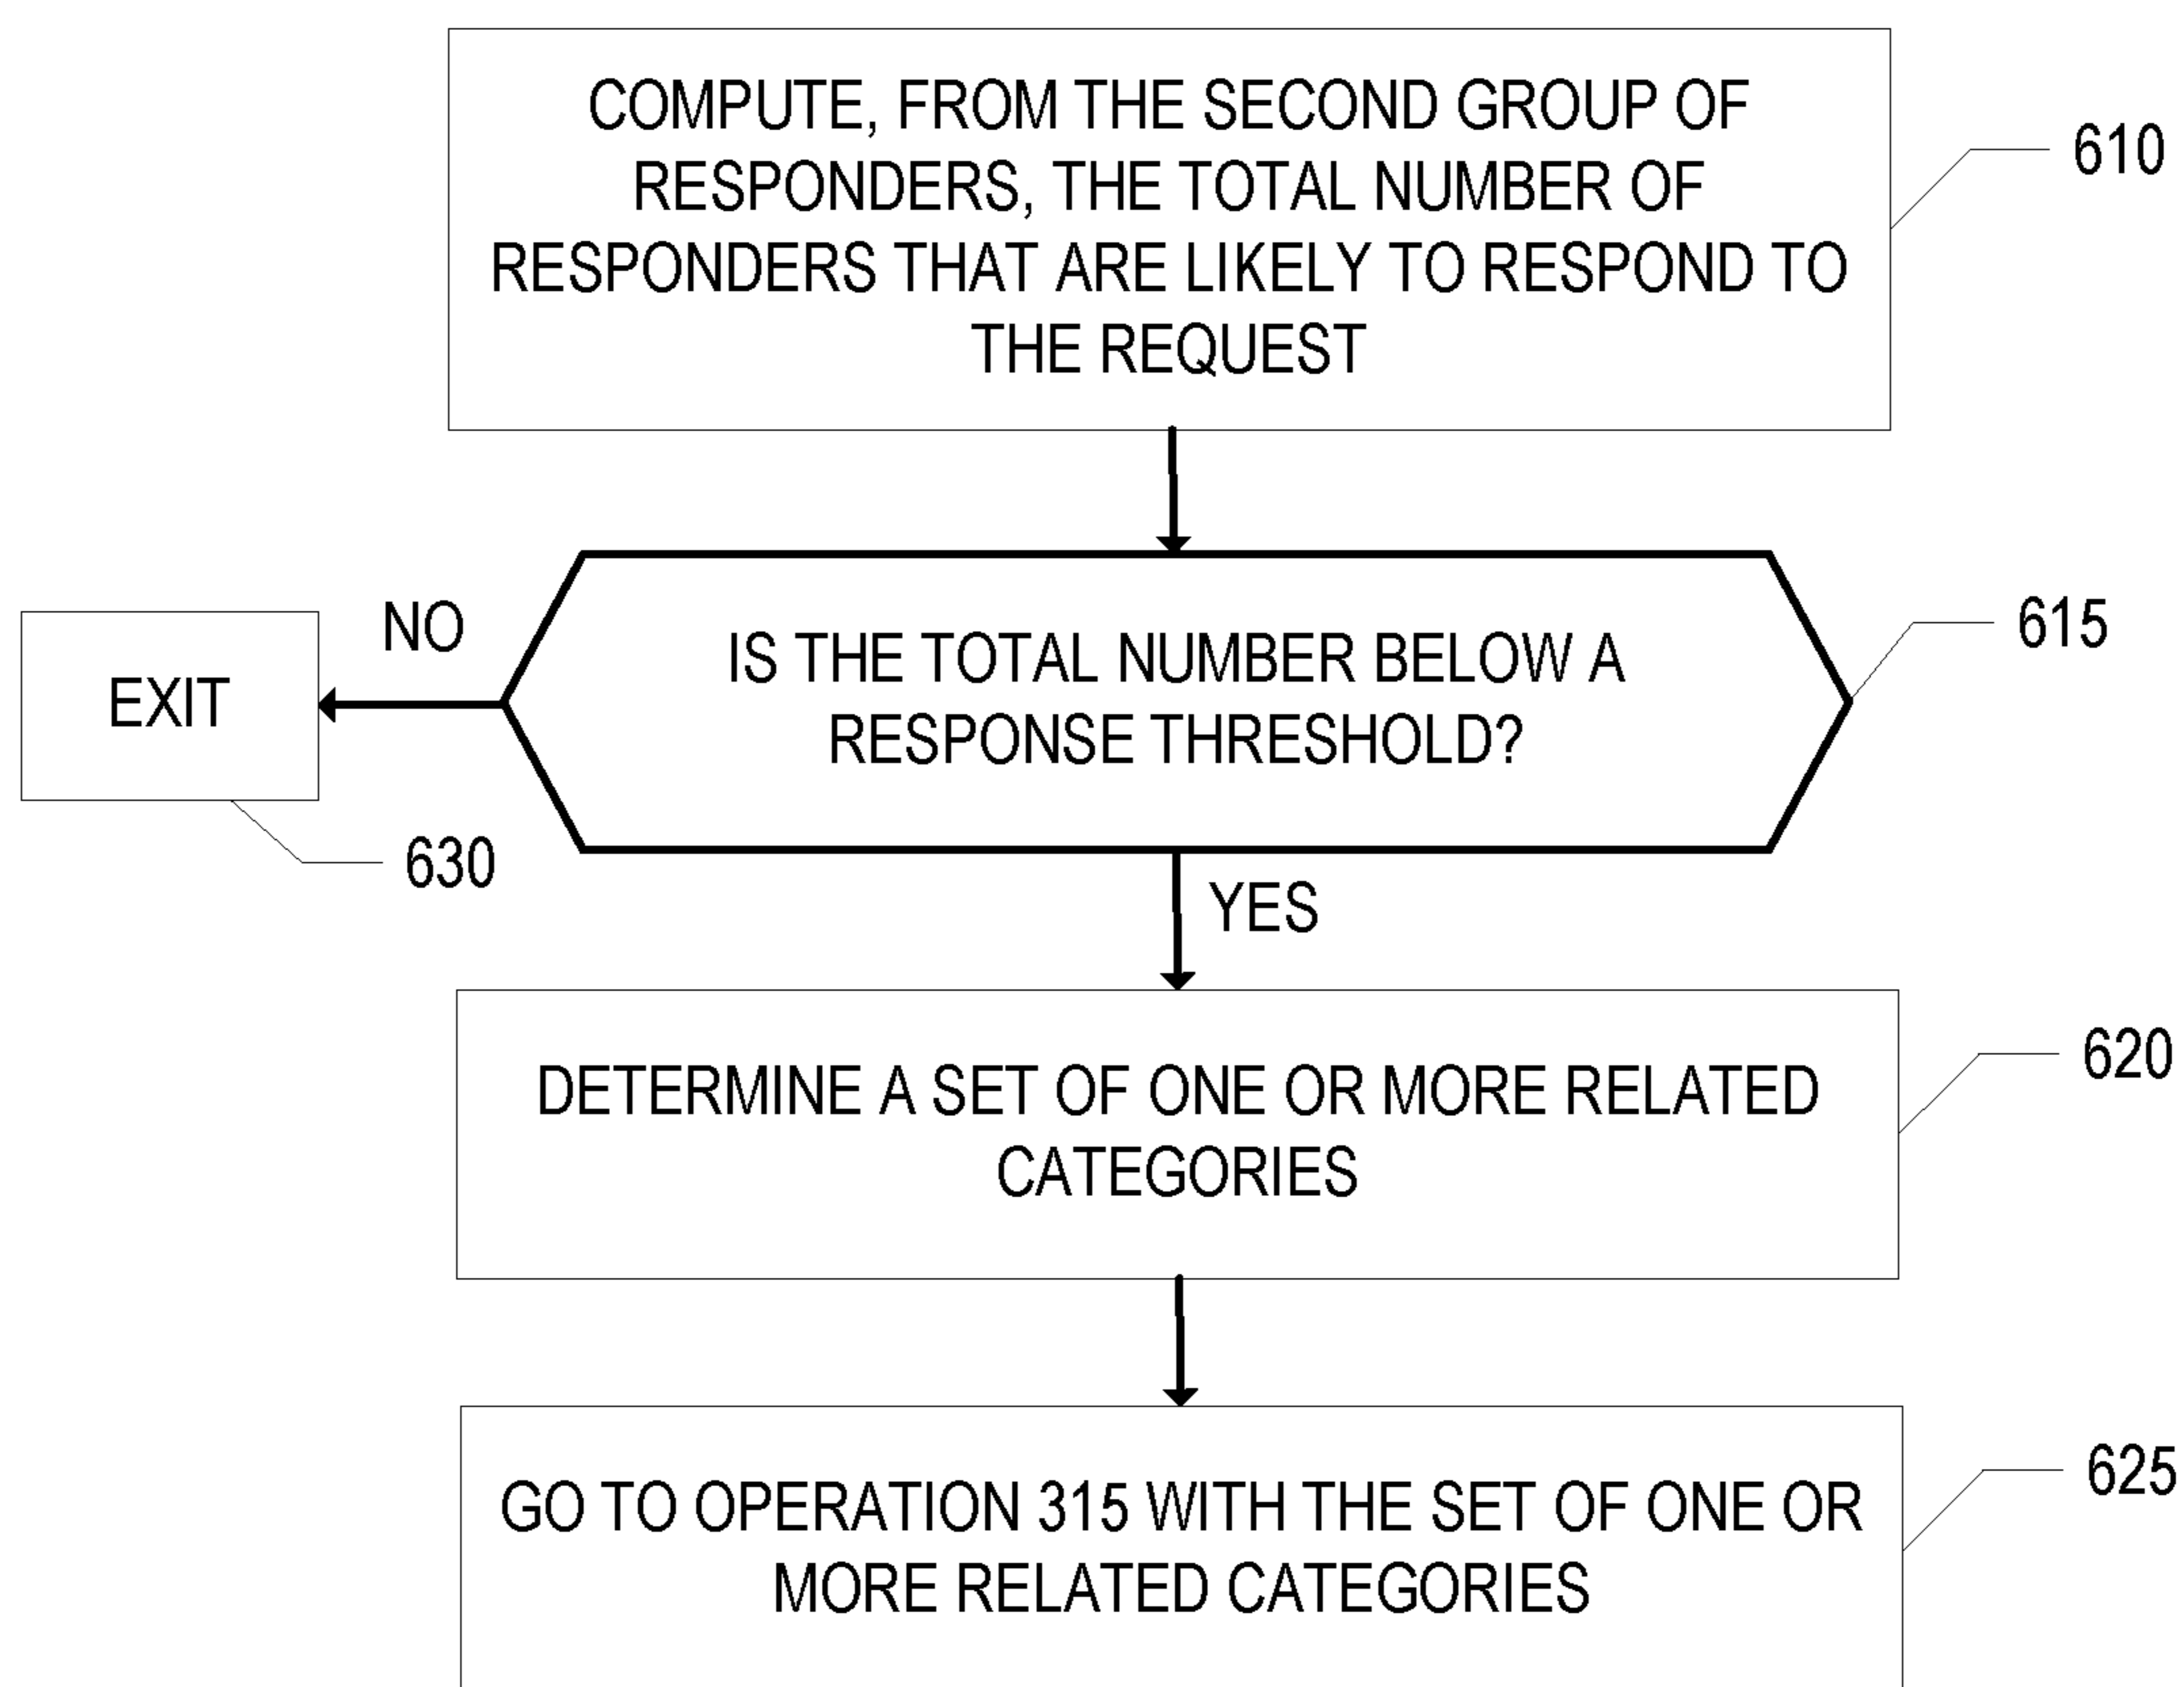 COMPUTE, FROM THE SECOND GROUP OF
RESPONDERS, THE TOTAL NUMBER OF
RESPONDERS THAT ARE LIKELY TO RESPOND TO
THE REQUEST
610
IS THE TOTAL NUMBER BELOW A
RESPONSE THRESHOLD?
615
NO
EXIT
630
YES
DETERMINE A SET OF ONE OR MORE RELATED
CATEGORIES
620
GO TO OPERATION 315 WITH THE SET OF ONE OR
MORE RELATED CATEGORIES
625